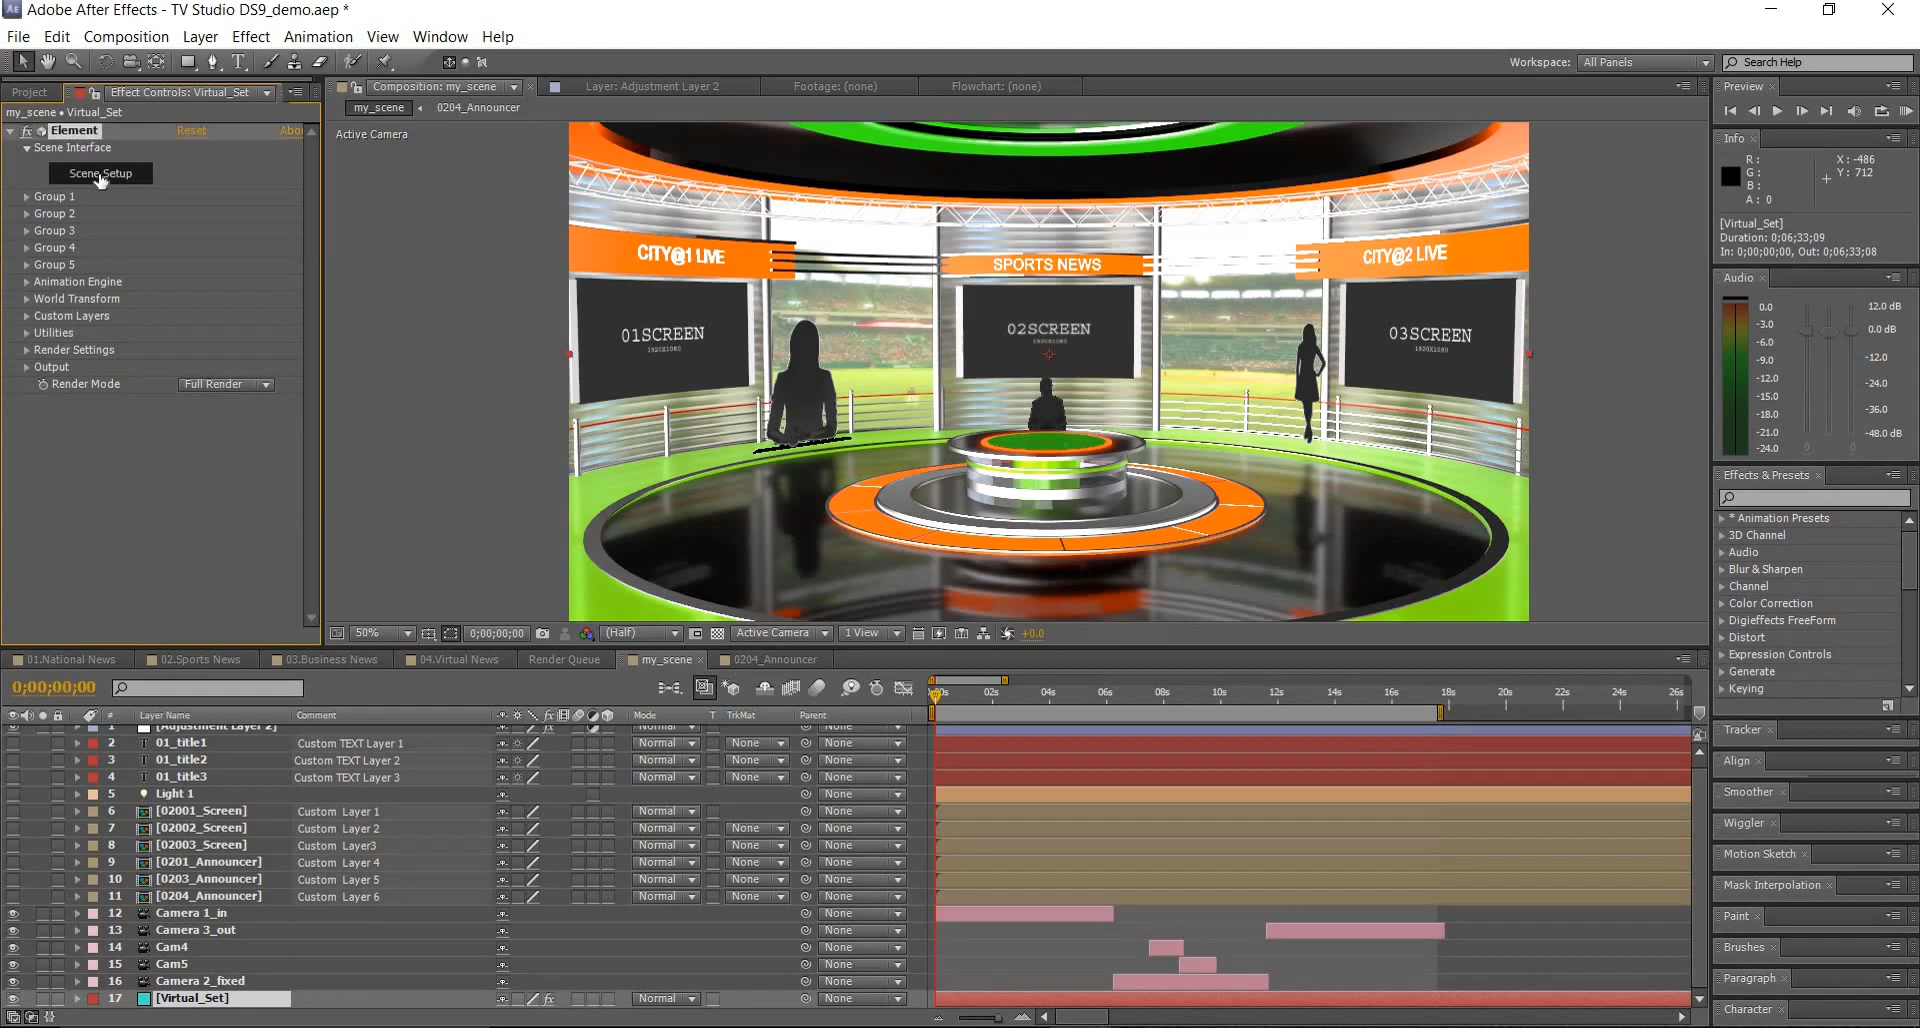 Ae Adobe After Effects - TV Studio DS9_demo.aep *
File Edit Composition Layer Effect Animation View Window Help
T
Workspace: All Panels Search Help
Project Effect Controls: Virtual_Set
my_scene • Virtual_Set
fx Element Reset Abou
Scene Interface
Scene Setup
Group 1
Group 2
Group 3
Group 4
Group 5
Animation Engine
World Transform
Custom Layers
Utilities
Render Settings
Output
Render Mode Full Render
Composition: my_scene Layer: Adjustment Layer 2 Footage: (none) Flowchart: (none)
my_scene 0204_Announcer
Active Camera
CITY@1 LIVE
SPORTS NEWS
CITY@2 LIVE
01SCREEN
1920X1080
02SCREEN
1920X1080
03SCREEN
1920X1080
50% 0;00;00;00 (Half) Active Camera 1 View +0.0
Preview
Info
R:
G:
B:
A: 0
X: -486
Y: 712
[Virtual_Set]
Duration: 0;06;33;09
In: 0;00;00;00, Out: 0;06;33;08
Audio
0.0
-3.0
-6.0
-9.0
-12.0
-15.0
-18.0
-21.0
-24.0
12.0 dB
0.0 dB
-12.0
-24.0
-36.0
-48.0 dB
0 0
Effects & Presets
* Animation Presets
3D Channel
Audio
Blur & Sharpen
Channel
Color Correction
Digieffects FreeForm
Distort
Expression Controls
Generate
Keying
Tracker
Align
Smoother
Wiggler
Motion Sketch
Mask Interpolation
Paint
Brushes
Paragraph
Character
01.National News 02.Sports News 03.Business News 04.Virtual News Render Queue my_scene 0204_Announcer
0;00;00;00
00s 02s 04s 06s 08s 10s 12s 14s 16s 18s 20s 22s 24s 26s
# Layer Name Comment fx Mode T TrkMat Parent
1 [Adjustment Layer 2] fx
2 T 01_title1 Custom TEXT Layer 1 Normal None None
3 T 01_title2 Custom TEXT Layer 2 Normal None None
4 T 01_title3 Custom TEXT Layer 3 Normal None None
5 Light 1 None
6 [02001_Screen] Custom Layer 1 Normal None
7 [02002_Screen] Custom Layer 2 Normal None None
8 [02003_Screen] Custom Layer3 Normal None None
9 [0201_Announcer] Custom Layer 4 Normal None None
10 [0203_Announcer] Custom Layer 5 Normal None None
11 [0204_Announcer] Custom Layer 6 Normal None None
12 Camera 1_in None
13 Camera 3_out None
14 Cam4 None
15 Cam5 None
16 Camera 2_fixed None
17 [Virtual_Set] fx Normal None